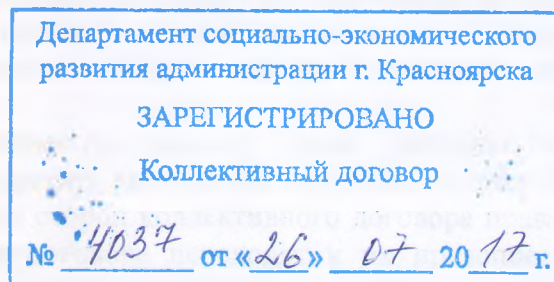 Департамент социально-экономического
развития администрации г. Красноярска
ЗАРЕГИСТРИРОВАНО
Коллективный договор
№ 4037 от «26» 07 2017 г.